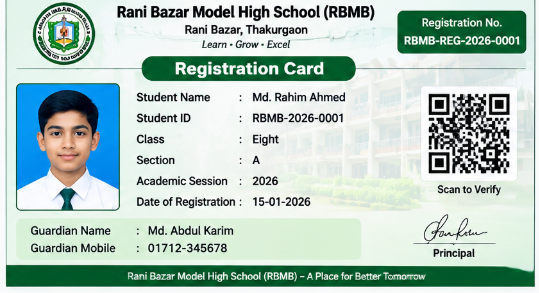 Rani Bazar Model High School (RBMB)
Rani Bazar, Thakurgaon
Learn • Grow • Excel
Registration No.
RBMB-REG-2026-0001
Registration Card
Student Name : Md. Rahim Ahmed
Student ID : RBMB-2026-0001
Class : Eight
Section : A
Academic Session : 2026
Date of Registration : 15-01-2026
Scan to Verify
Guardian Name : Md. Abdul Karim
Guardian Mobile : 01712-345678
Principal
Rani Bazar Model High School (RBMB) – A Place for Better Tomorrow